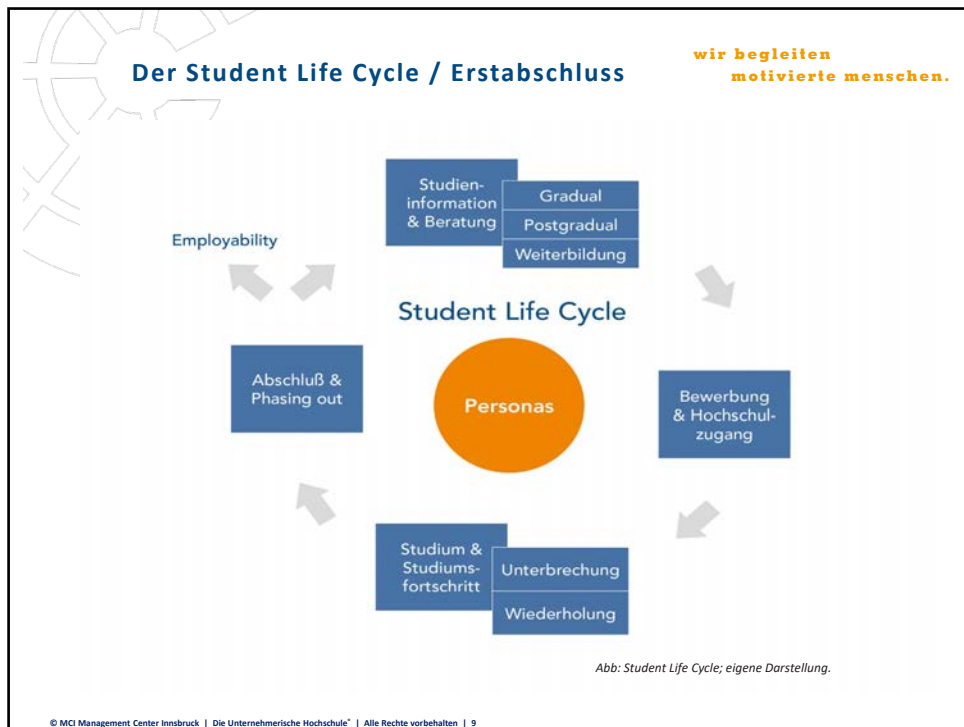 Der Student Life Cycle / Erstabschluss
wir begleiten
motivierte menschen.
Studien-
information
& Beratung
Gradual
Postgradual
Weiterbildung
Employability
Student Life Cycle
Abschluß &
Phasing out
Personas
Bewerbung
& Hochschul-
zugang
Studium &
Studiums-
fortschritt
Unterbrechung
Wiederholung
Abb: Student Life Cycle; eigene Darstellung.
© MCI Management Center Innsbruck | Die Unternehmerische Hochschule® | Alle Rechte vorbehalten | 9